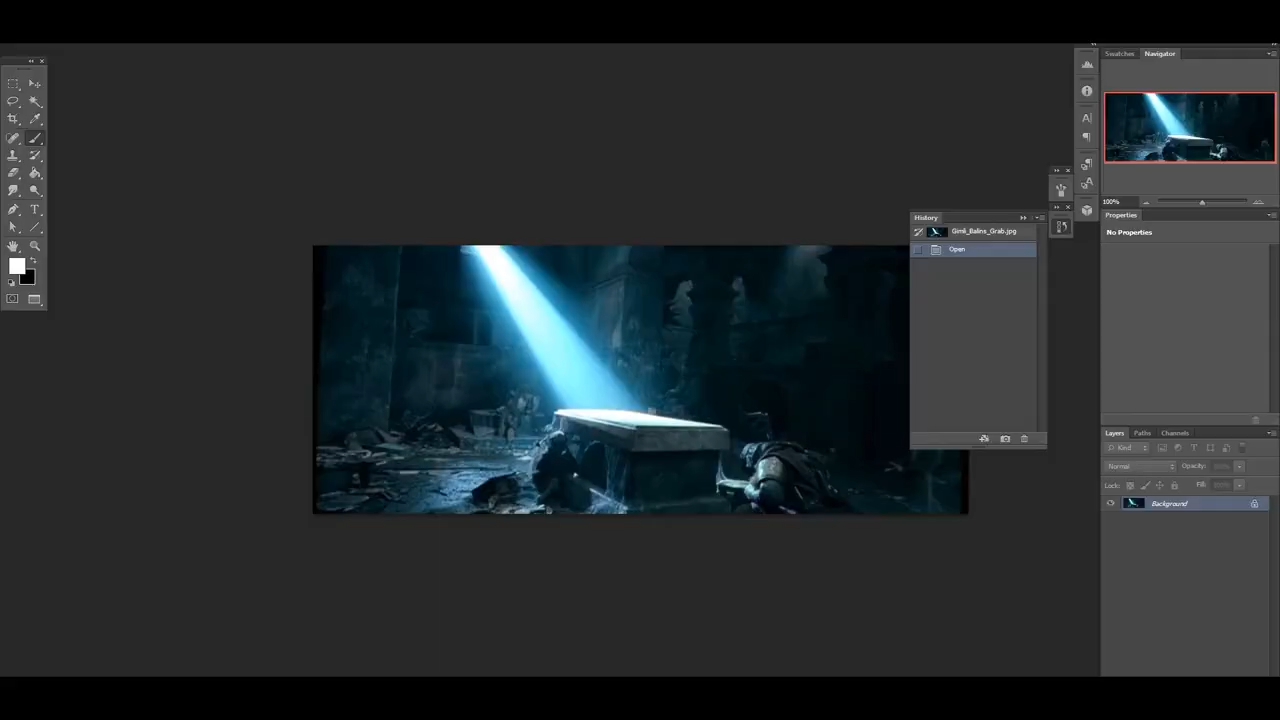 Swatches Navigator
100%
Properties
No Properties
History
Gimli_Balins_Grab.jpg
Open
Layers Paths Channels
Kind
Normal Opacity:
Lock: Fill:
Background